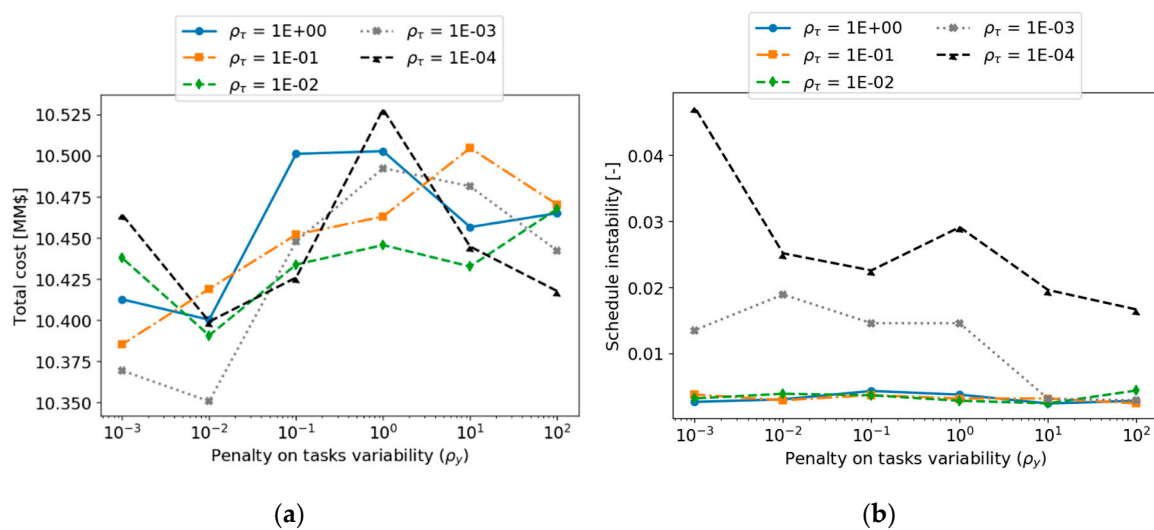 ρτ = 1E+00
ρτ = 1E-01
ρτ = 1E-02
ρτ = 1E-03
ρτ = 1E-04
Total cost [MM$]
10.525
10.500
10.475
10.450
10.425
10.400
10.375
10.350
10⁻³ 10⁻² 10⁻¹ 10⁰ 10¹ 10²
Penalty on tasks variability (ρy)
(a)
ρτ = 1E+00
ρτ = 1E-01
ρτ = 1E-02
ρτ = 1E-03
ρτ = 1E-04
Schedule instability [-]
0.04
0.03
0.02
0.01
10⁻³ 10⁻² 10⁻¹ 10⁰ 10¹ 10²
Penalty on tasks variability (ρy)
(b)